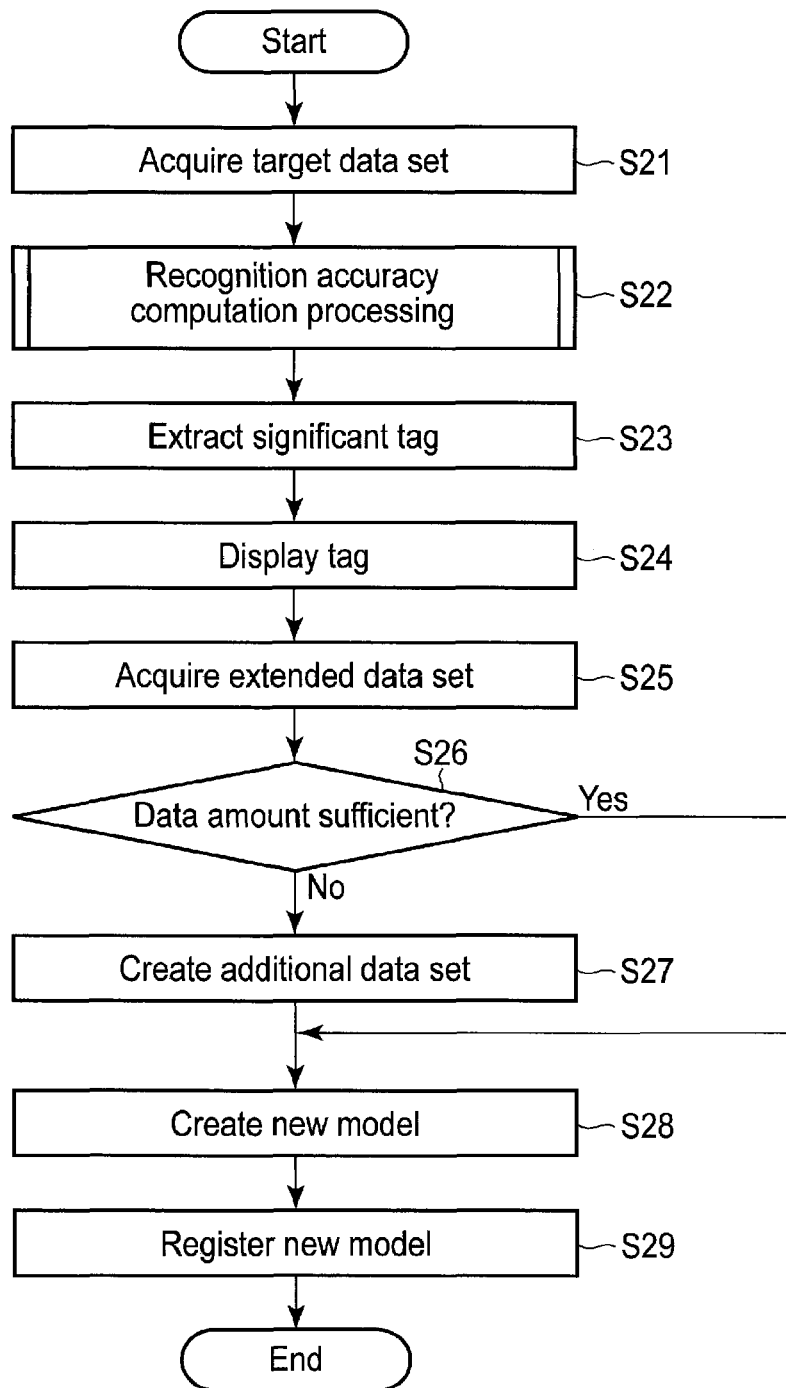 Start
Acquire target data set
S21
Recognition accuracy
computation processing
S22
Extract significant tag
S23
Display tag
S24
Acquire extended data set
S25
S26
Data amount sufficient?
Yes
No
Create additional data set
S27
Create new model
S28
Register new model
S29
End